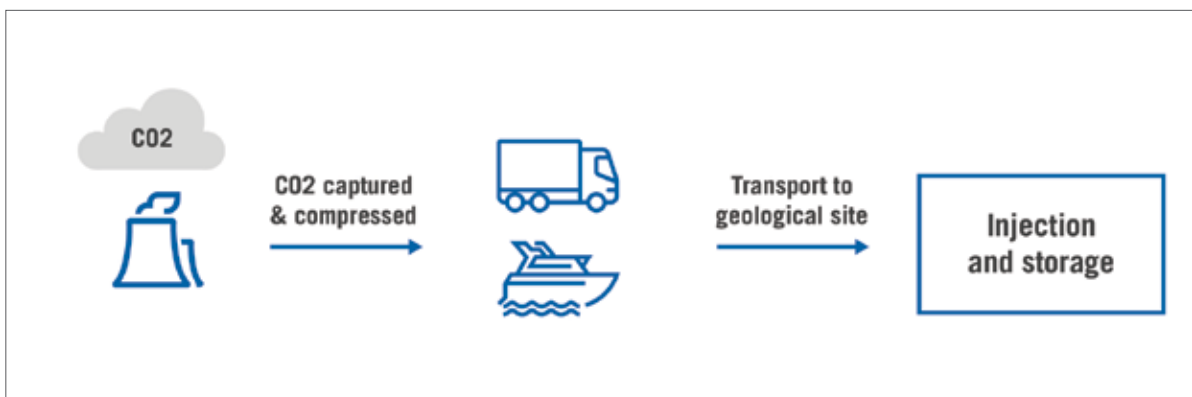 CO2
CO2 captured
& compressed
Transport to
geological site
Injection
and storage